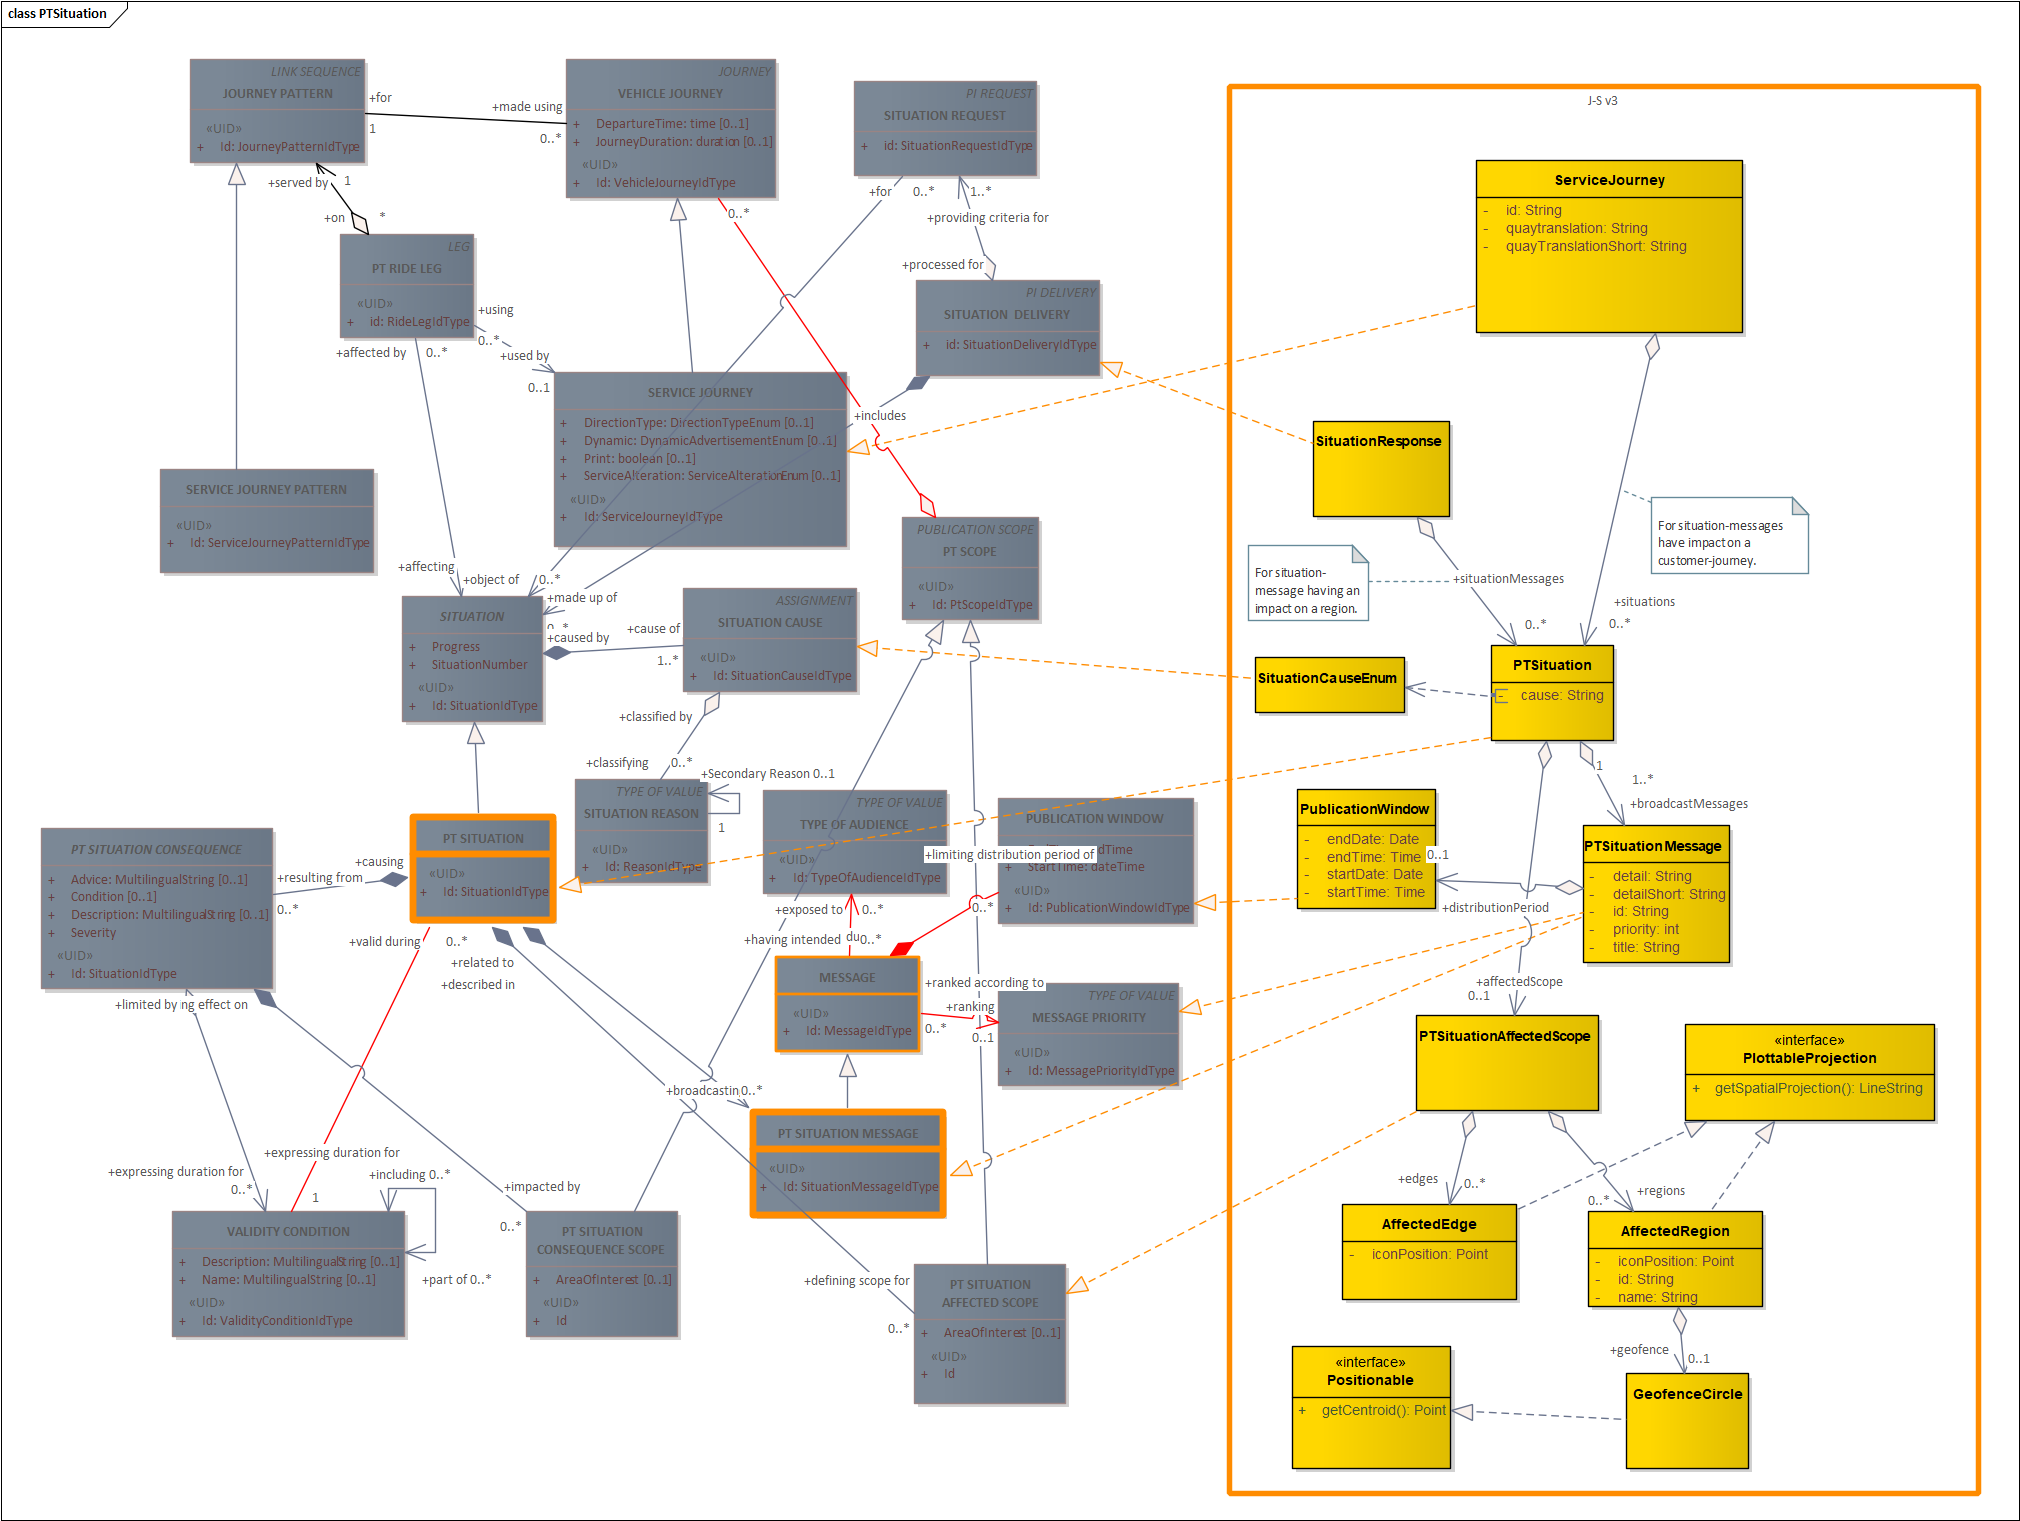 class PTSituation
LINK SEQUENCE
JOURNEY PATTERN
«UID»
+ Id: JourneyPatternIdType
+for
1
+made using
0..*
JOURNEY
VEHICLE JOURNEY
+ DepartureTime: time [0..1]
+ JourneyDuration: duration [0..1]
«UID»
+ Id: VehicleJourneyIdType
0..*
PI REQUEST
SITUATION REQUEST
+ id: SituationRequestIdType
+for
0..*
1..*
+providing criteria for
+processed for
+served by
1
+on
*
LEG
PT RIDE LEG
«UID»
+ id: RideLegIdType
+using
0..*
+used by
0..1
+affected by
0..*
PI DELIVERY
SITUATION DELIVERY
+ id: SituationDeliveryIdType
+includes
SERVICE JOURNEY
+ DirectionType: DirectionTypeEnum [0..1]
+ Dynamic: DynamicAdvertisementEnum [0..1]
+ Print: boolean [0..1]
+ ServiceAlteration: ServiceAlterationEnum [0..1]
«UID»
+ Id: ServiceJourneyIdType
SERVICE JOURNEY PATTERN
«UID»
+ Id: ServiceJourneyPatternIdType
PUBLICATION SCOPE
PT SCOPE
«UID»
+ Id: PtScopeIdType
+affecting
+object of
0..*
+made up of
0..*
SITUATION
+ Progress
+ SituationNumber
«UID»
+ Id: SituationIdType
+caused by
+cause of
1..*
ASSIGNMENT
SITUATION CAUSE
«UID»
+ Id: SituationCauseIdType
+classified by
+classifying
0..*
+Secondary Reason 0..1
1
TYPE OF VALUE
SITUATION REASON
«UID»
+ Id: ReasonIdType
TYPE OF VALUE
TYPE OF AUDIENCE
«UID»
+ Id: TypeOfAudienceIdType
PUBLICATION WINDOW
+limiting distribution period of
StartTime: dateTime
«UID»
+ Id: PublicationWindowIdType
0..*
PT SITUATION
«UID»
+ Id: SituationIdType
PT SITUATION CONSEQUENCE
+ Advice: MultilingualString [0..1]
+ Condition [0..1]
+ Description: MultilingualString [0..1]
+ Severity
«UID»
+ Id: SituationIdType
+causing
+resulting from
0..*
+valid during
0..*
+related to
+described in
+exposed to
0..*
+having intended
du
0..*
MESSAGE
«UID»
+ Id: MessageIdType
+ranked according to
+ranking
0..*
0..1
TYPE OF VALUE
MESSAGE PRIORITY
«UID»
+ Id: MessagePriorityIdType
+limited by
ng effect on
+broadcastin
0..*
PT SITUATION MESSAGE
«UID»
+ Id: SituationMessageIdType
+expressing duration for
0..*
+expressing duration for
1
+including 0..*
+part of 0..*
VALIDITY CONDITION
+ Description: MultilingualString [0..1]
+ Name: MultilingualString [0..1]
«UID»
+ Id: ValidityConditionIdType
+impacted by
0..*
PT SITUATION
CONSEQUENCE SCOPE
+ AreaOfInterest [0..1]
«UID»
+ Id
+defining scope for
0..*
PT SITUATION
AFFECTED SCOPE
+ AreaOfInterest [0..1]
«UID»
+ Id
J-S v3
ServiceJourney
- id: String
- quaytranslation: String
- quayTranslationShort: String
SituationResponse
For situation-messages
have impact on a
customer-journey.
For situation-
message having an
impact on a region.
+situationMessages
0..*
+situations
0..*
SituationCauseEnum
PTSituation
- cause: String
1
1..*
+broadcastMessages
PublicationWindow
- endDate: Date
- endTime: Time
- startDate: Date
- startTime: Time
0..1
+distributionPeriod
PTSituationMessage
- detail: String
- detailShort: String
- id: String
- priority: int
- title: String
+affectedScope
0..1
PTSituationAffectedScope
«interface»
PlottableProjection
+ getSpatialProjection(): LineString
+edges
0..*
+regions
0..*
AffectedEdge
- iconPosition: Point
AffectedRegion
- iconPosition: Point
- id: String
- name: String
+geofence
0..1
«interface»
Positionable
+ getCentroid(): Point
GeofenceCircle